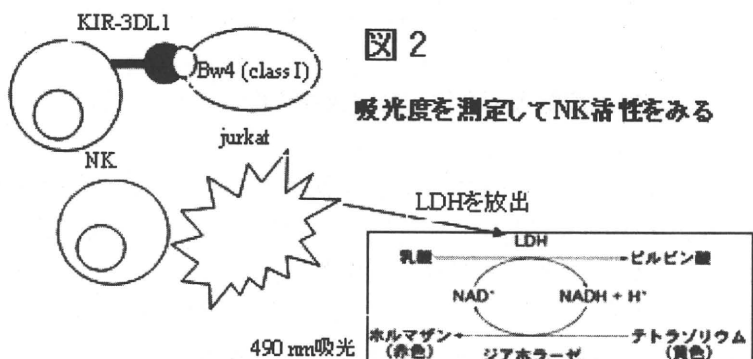 KIR-3DL1
Bw4 (class I)
図2
吸光度を測定してNK活性をみる
jurkat
NK
LDHを放出
LDH
乳酸
ピルビン酸
NAD⁺
NADH + H⁺
ホルマザン
(赤色)
ジアホラーゼ
テトラゾリウム
(黄色)
490 nm吸光